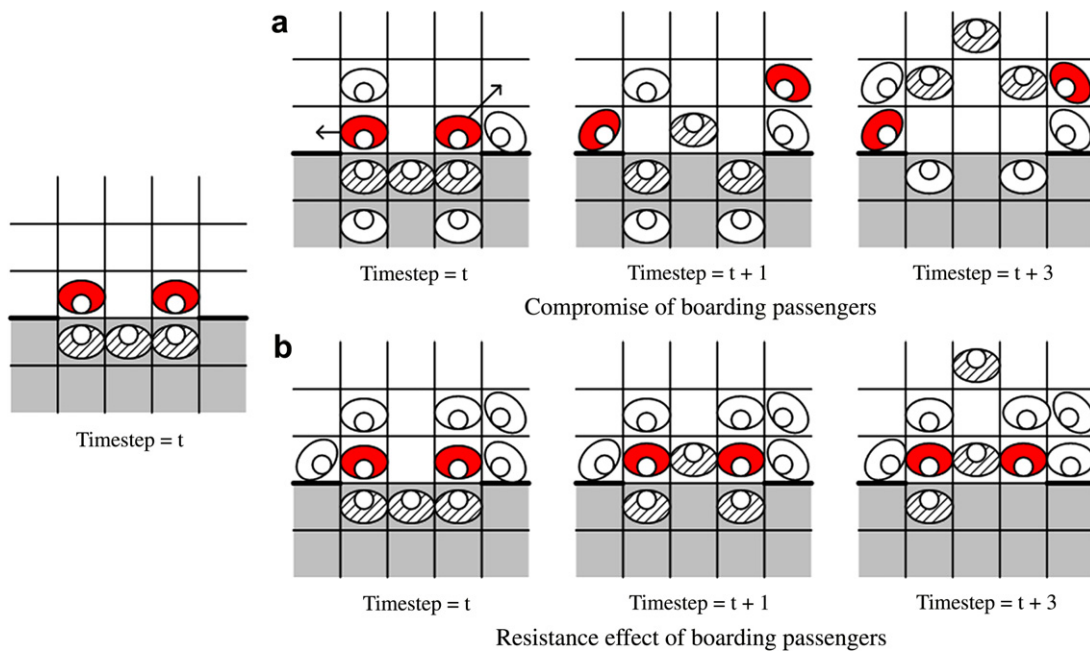 a
Timestep = t
Timestep = t + 1
Timestep = t + 3
Compromise of boarding passengers
Timestep = t
b
Timestep = t
Timestep = t + 1
Timestep = t + 3
Resistance effect of boarding passengers